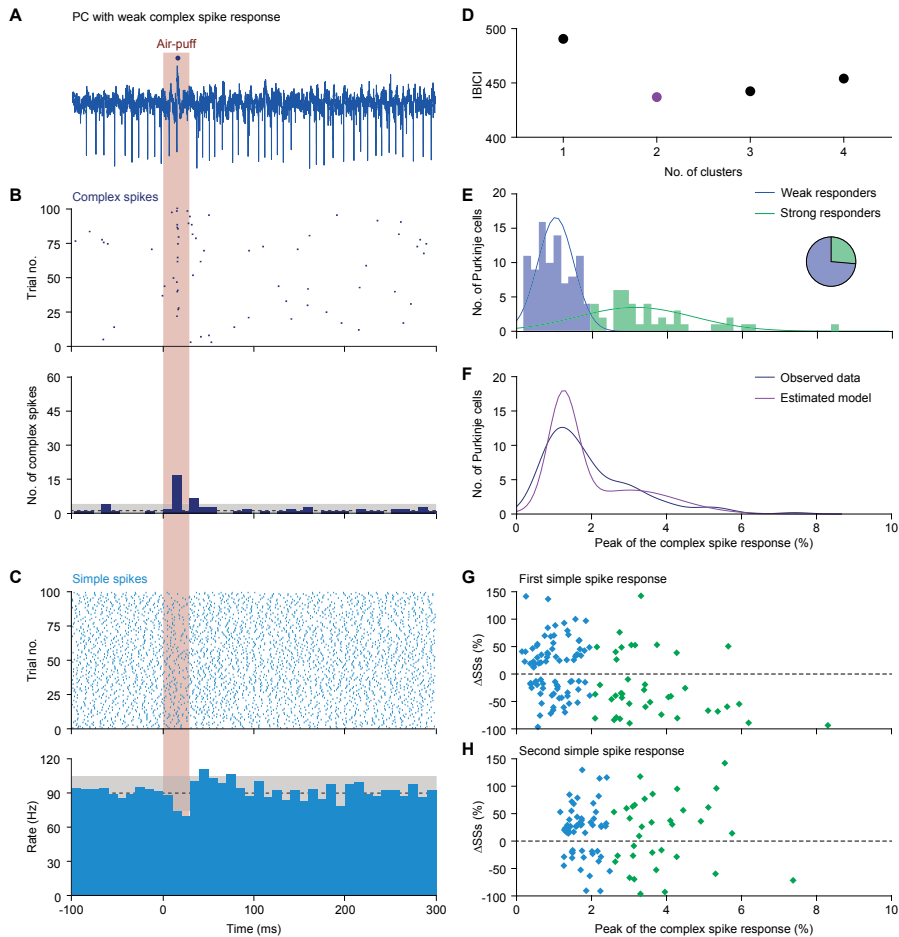 A
PC with weak complex spike response
Air-puff
B
Complex spikes
100
75
50
25
0
Trial no.
60
45
30
15
0
No. of complex spikes
C
Simple spikes
100
75
50
25
0
Trial no.
120
90
60
30
0
Rate (Hz)
-100 0 100 200 300
Time (ms)
D
500
450
400
IBICI
1 2 3 4
No. of clusters
E
20
15
10
5
0
No. of Purkinje cells
Weak responders
Strong responders
F
20
15
10
5
0
No. of Purkinje cells
Observed data
Estimated model
0 2 4 6 8 10
Peak of the complex spike response (%)
G
First simple spike response
150
100
50
0
-50
-100
ΔSSs (%)
H
Second simple spike response
150
100
50
0
50
-100
ΔSSs (%)
0 2 4 6 8 10
Peak of the complex spike response (%)